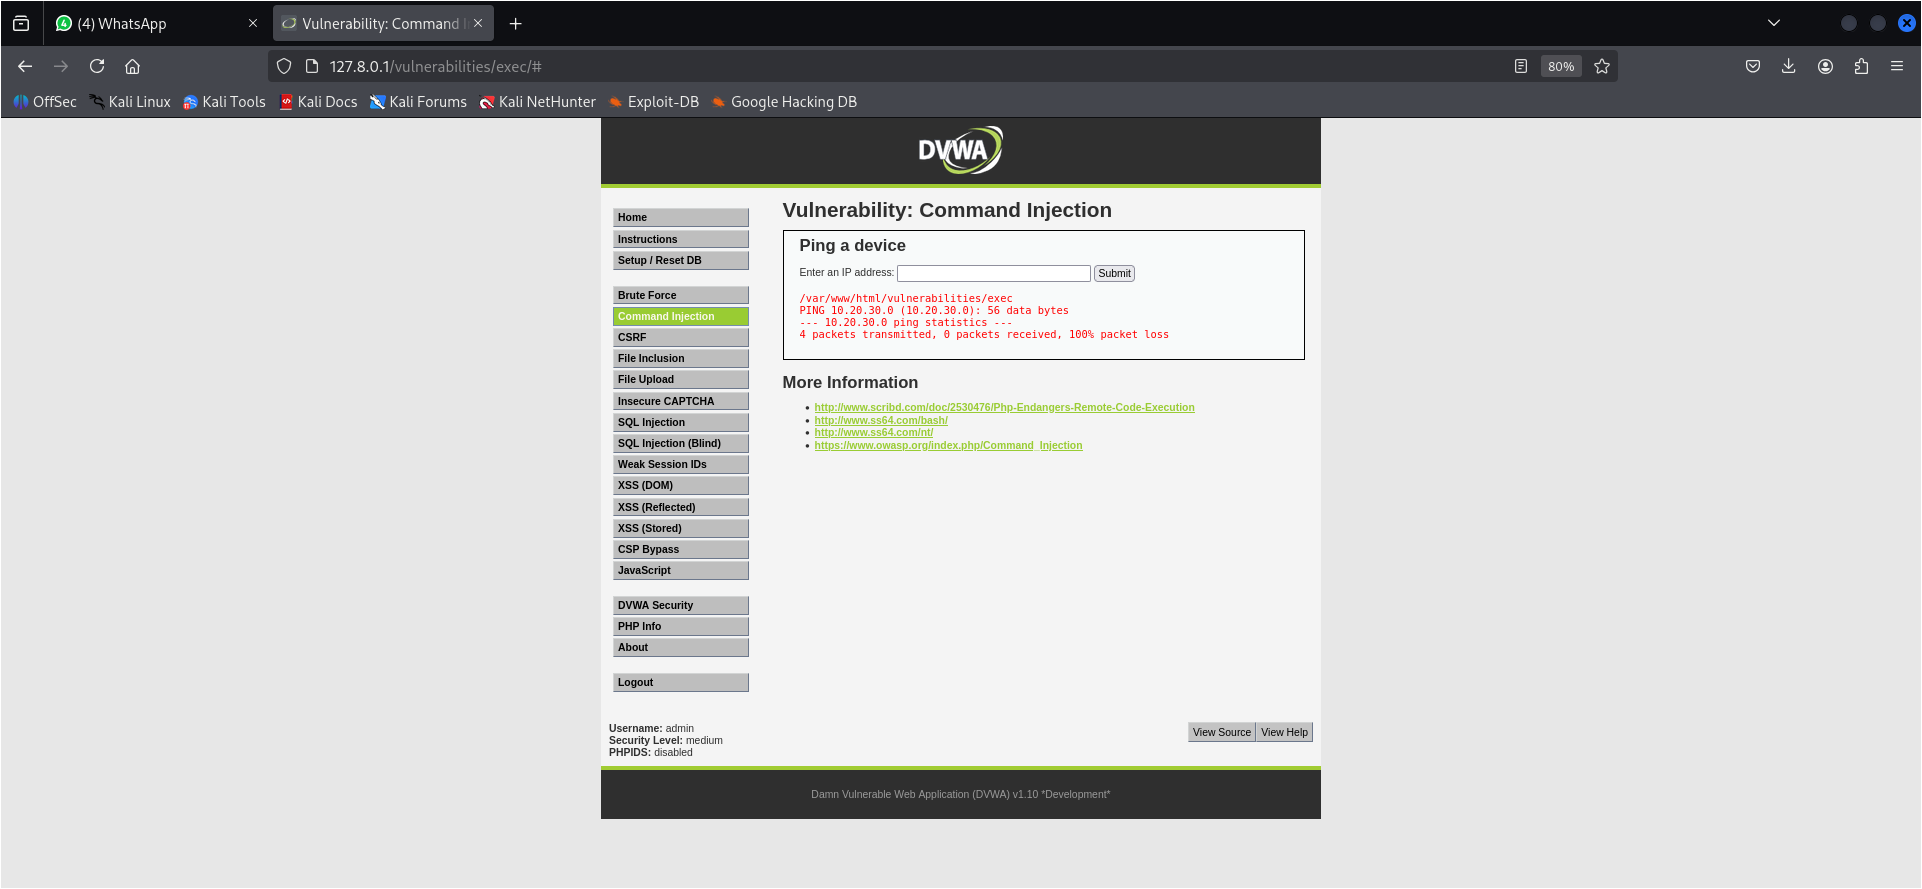 (4) WhatsApp
Vulnerability: Command I
127.8.0.1/vulnerabilities/exec/#
80%
OffSec Kali Linux Kali Tools Kali Docs Kali Forums Kali NetHunter Exploit-DB Google Hacking DB
DVWA
Home
Instructions
Setup / Reset DB
Brute Force
Command Injection
CSRF
File Inclusion
File Upload
Insecure CAPTCHA
SQL Injection
SQL Injection (Blind)
Weak Session IDs
XSS (DOM)
XSS (Reflected)
XSS (Stored)
CSP Bypass
JavaScript
DVWA Security
PHP Info
About
Logout
Vulnerability: Command Injection
Ping a device
Enter an IP address: Submit
/var/www/html/vulnerabilities/exec
PING 10.20.30.0 (10.20.30.0): 56 data bytes
--- 10.20.30.0 ping statistics ---
4 packets transmitted, 0 packets received, 100% packet loss
More Information
http://www.scribd.com/doc/2530476/Php-Endangers-Remote-Code-Execution
http://www.ss64.com/bash/
http://www.ss64.com/nt/
https://www.owasp.org/index.php/Command_Injection
Username: admin
Security Level: medium
PHPIDS: disabled
View Source View Help
Damn Vulnerable Web Application (DVWA) v1.10 *Development*